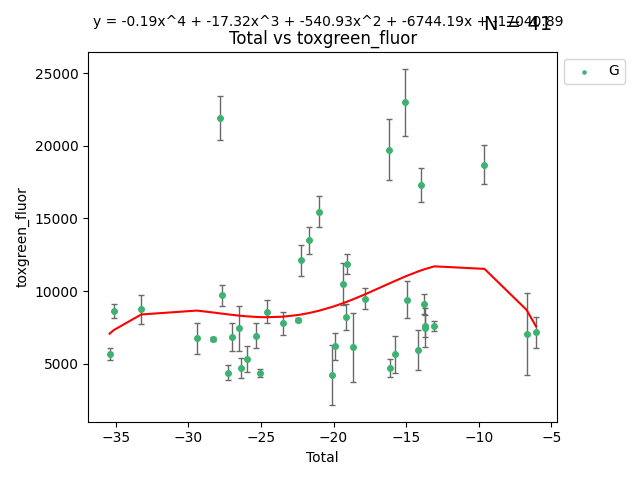 y = -0.19x^4 + -17.32x^3 + -540.93x^2 + -6744.19x + -17040.89
N = 41
Total vs toxgreen_fluor
G
25000
20000
15000
10000
5000
toxgreen_fluor
−35 −30 −25 −20 −15 −10 −5
Total